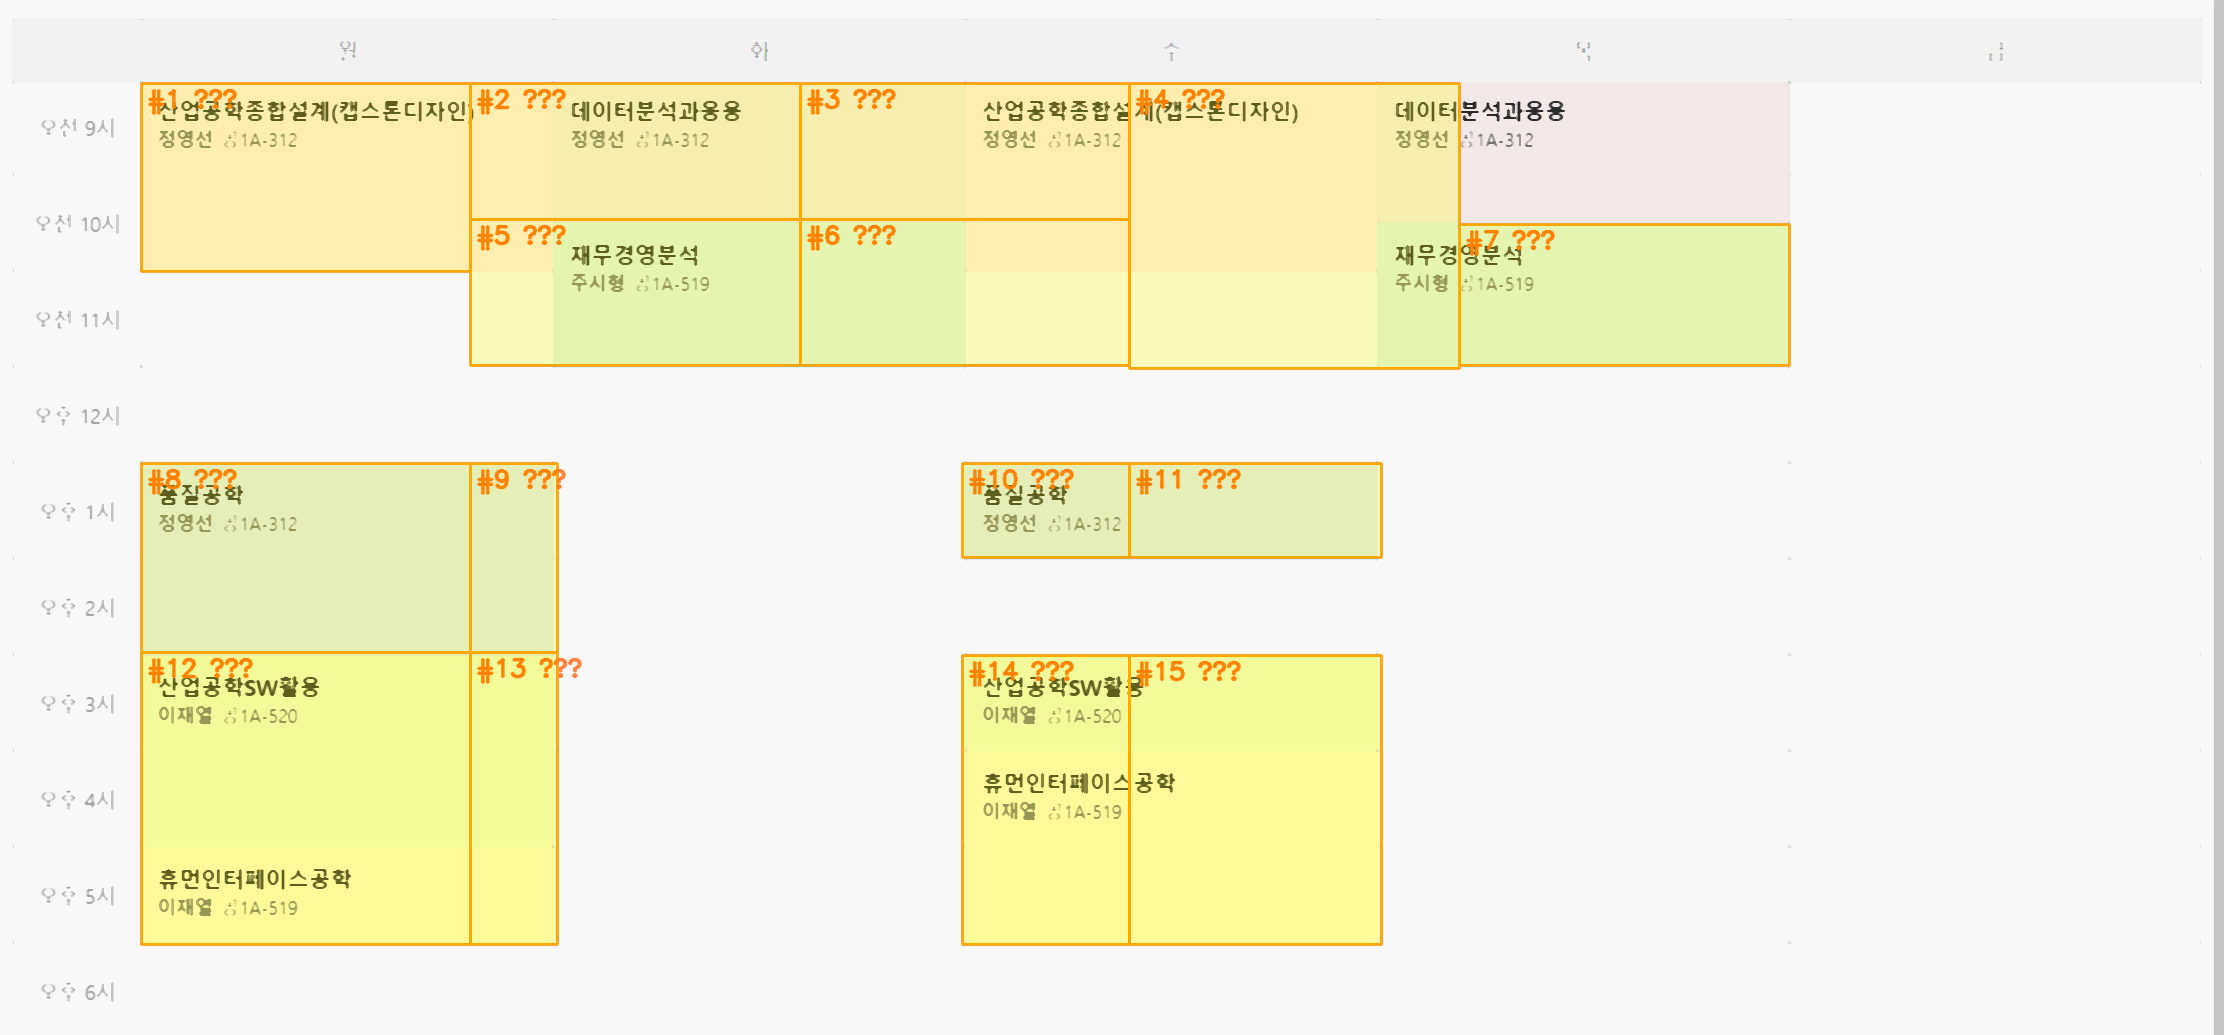 월 화 수 목 금
오전 9시
#1 ???
산업공학종합설계(캡스톤디자인)
정영선 1A-312
#2 ???
데이터분석과응용
정영선 1A-312
#3 ???
산업공학종합설계(캡스톤디자인)
정영선 1A-312
#4 ???
데이터분석과응용
정영선 1A-312
오전 10시
#5 ???
재무경영분석
주시형 1A-519
#6 ???
재무경영분석
주시형 1A-519
#7 ???
오전 11시
오후 12시
오후 1시
#8 ???
품질공학
정영선 1A-312
#9 ???
#10 ???
품질공학
정영선 1A-312
#11 ???
오후 2시
오후 3시
#12 ???
산업공학SW활용
이재열 1A-520
#13 ???
#14 ???
산업공학SW활용
이재열 1A-520
#15 ???
오후 4시
휴먼인터페이스공학
이재열 1A-519
오후 5시
휴먼인터페이스공학
이재열 1A-519
오후 6시